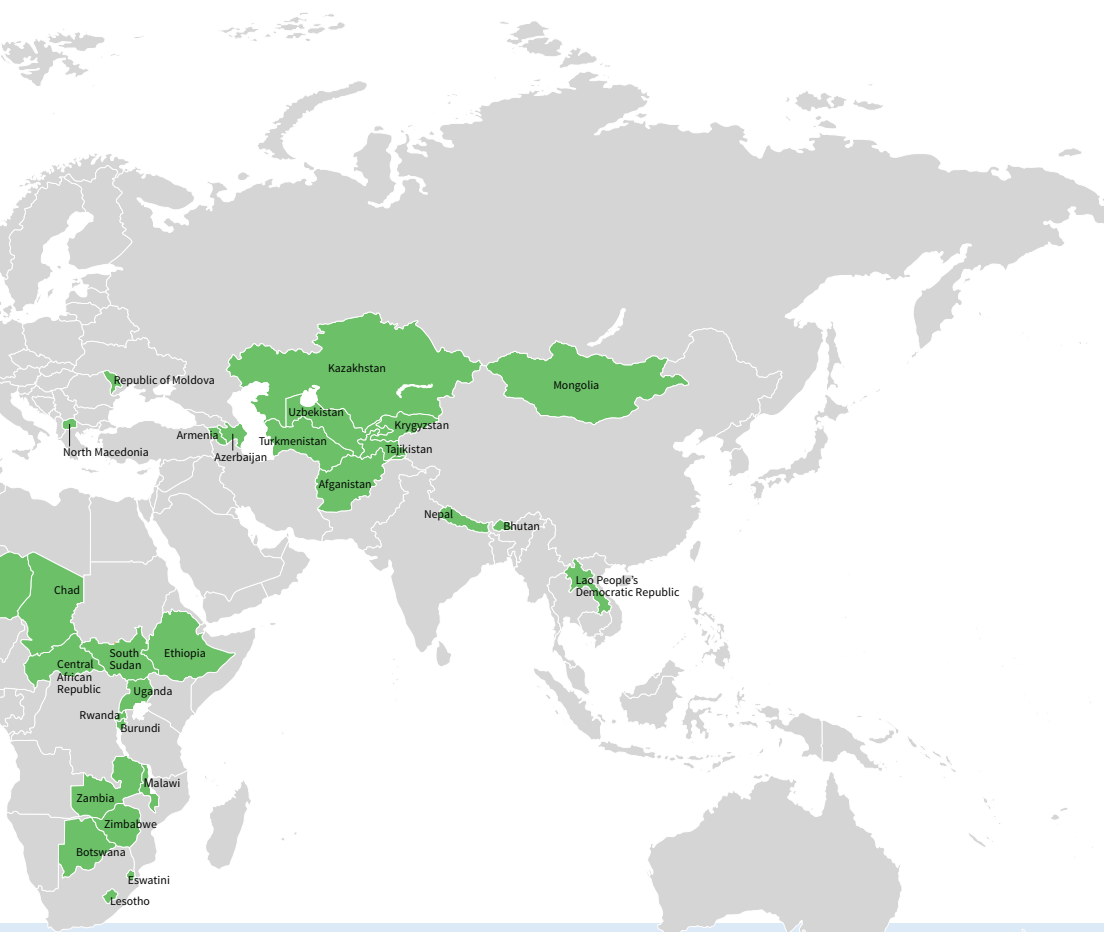 Kazakhstan
Republic of Moldova
Mongolia
Uzbekistan
Krygyzstan
Armenia
Turkmenistan
North Macedonia
Tajikistan
Azerbaijan
Afganistan
Nepal
Bhutan
Lao People's
Democratic Republic
Chad
South
Sudan
Ethiopia
Central
African
Republic
Uganda
Rwanda
Burundi
Malawi
Zambia
Zimbabwe
Botswana
Eswatini
Lesotho